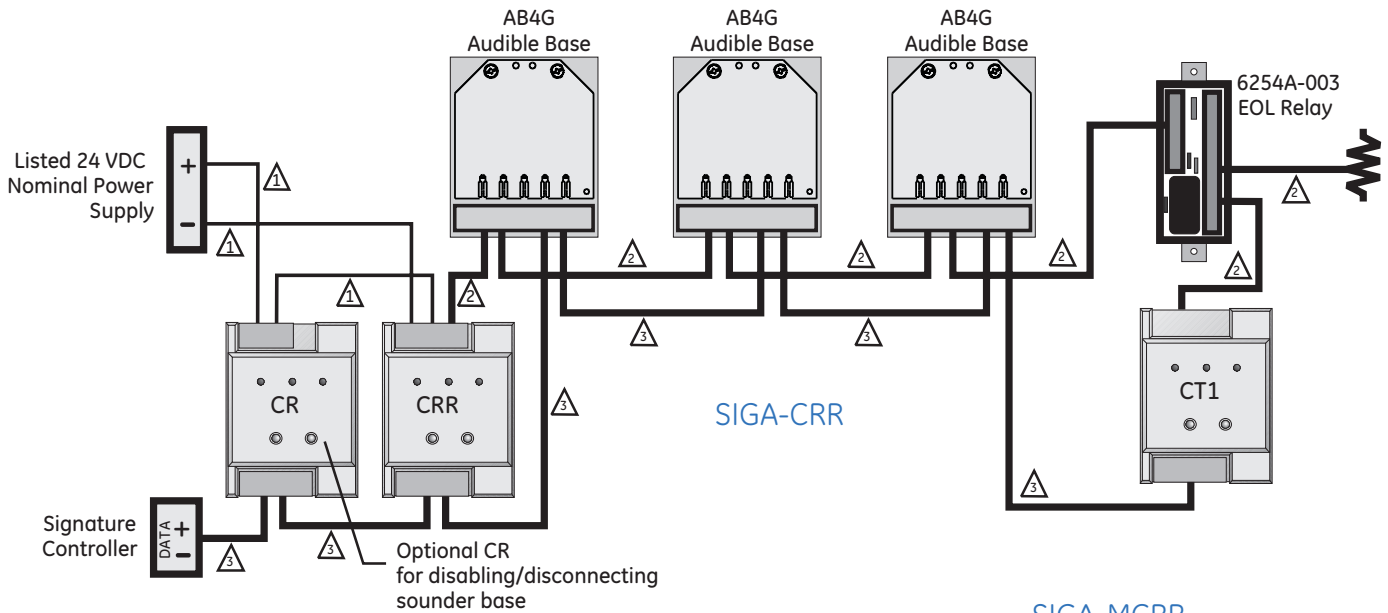 AB4G
Audible Base
AB4G
Audible Base
AB4G
Audible Base
6254A-003
EOL Relay
Listed 24 VDC
Nominal Power
Supply
+
-
1
1
1
2
2
2
2
2
2
3
3
3
CR
CRR
CT1
SIGA-CRR
3
3
3
Signature
Controller
DATA
+
-
Optional CR
for disabling/disconnecting
sounder base
SIGA-MCRR